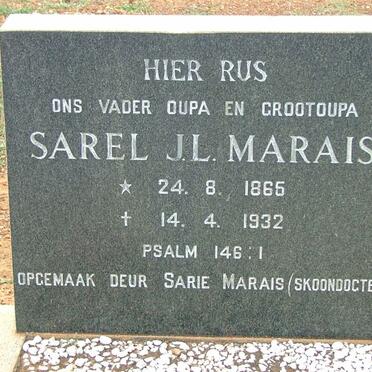 HIER RUS
ONS VADER OUPA EN GROOTOUPA
SAREL J.L. MARAIS
* 24. 8. 1865
† 14. 4. 1932
PSALM 146:1
OPGEMAAK DEUR SARIE MARAIS (SKOONDOCTE